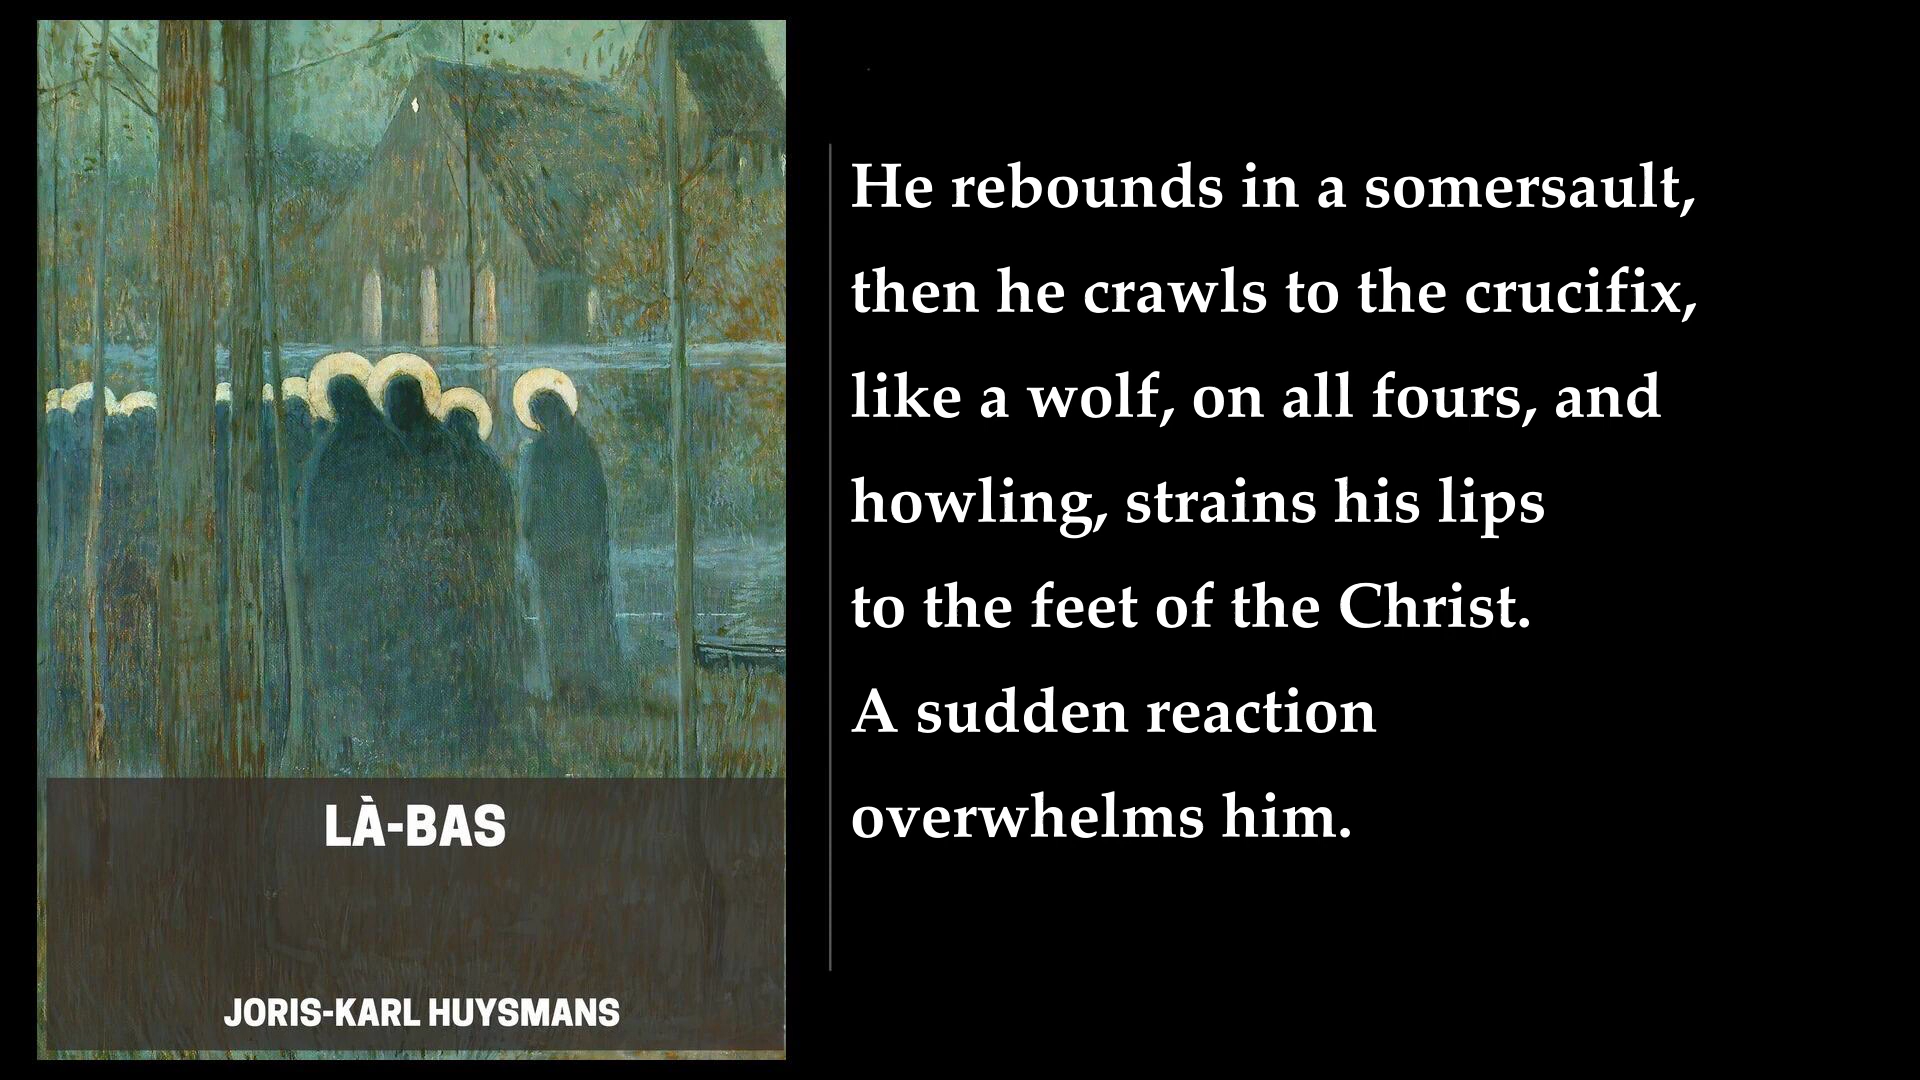 LÀ-BAS
JORIS-KARL HUYSMANS
He rebounds in a somersault,
then he crawls to the crucifix,
like a wolf, on all fours, and
howling, strains his lips
to the feet of the Christ.
A sudden reaction
overwhelms him.